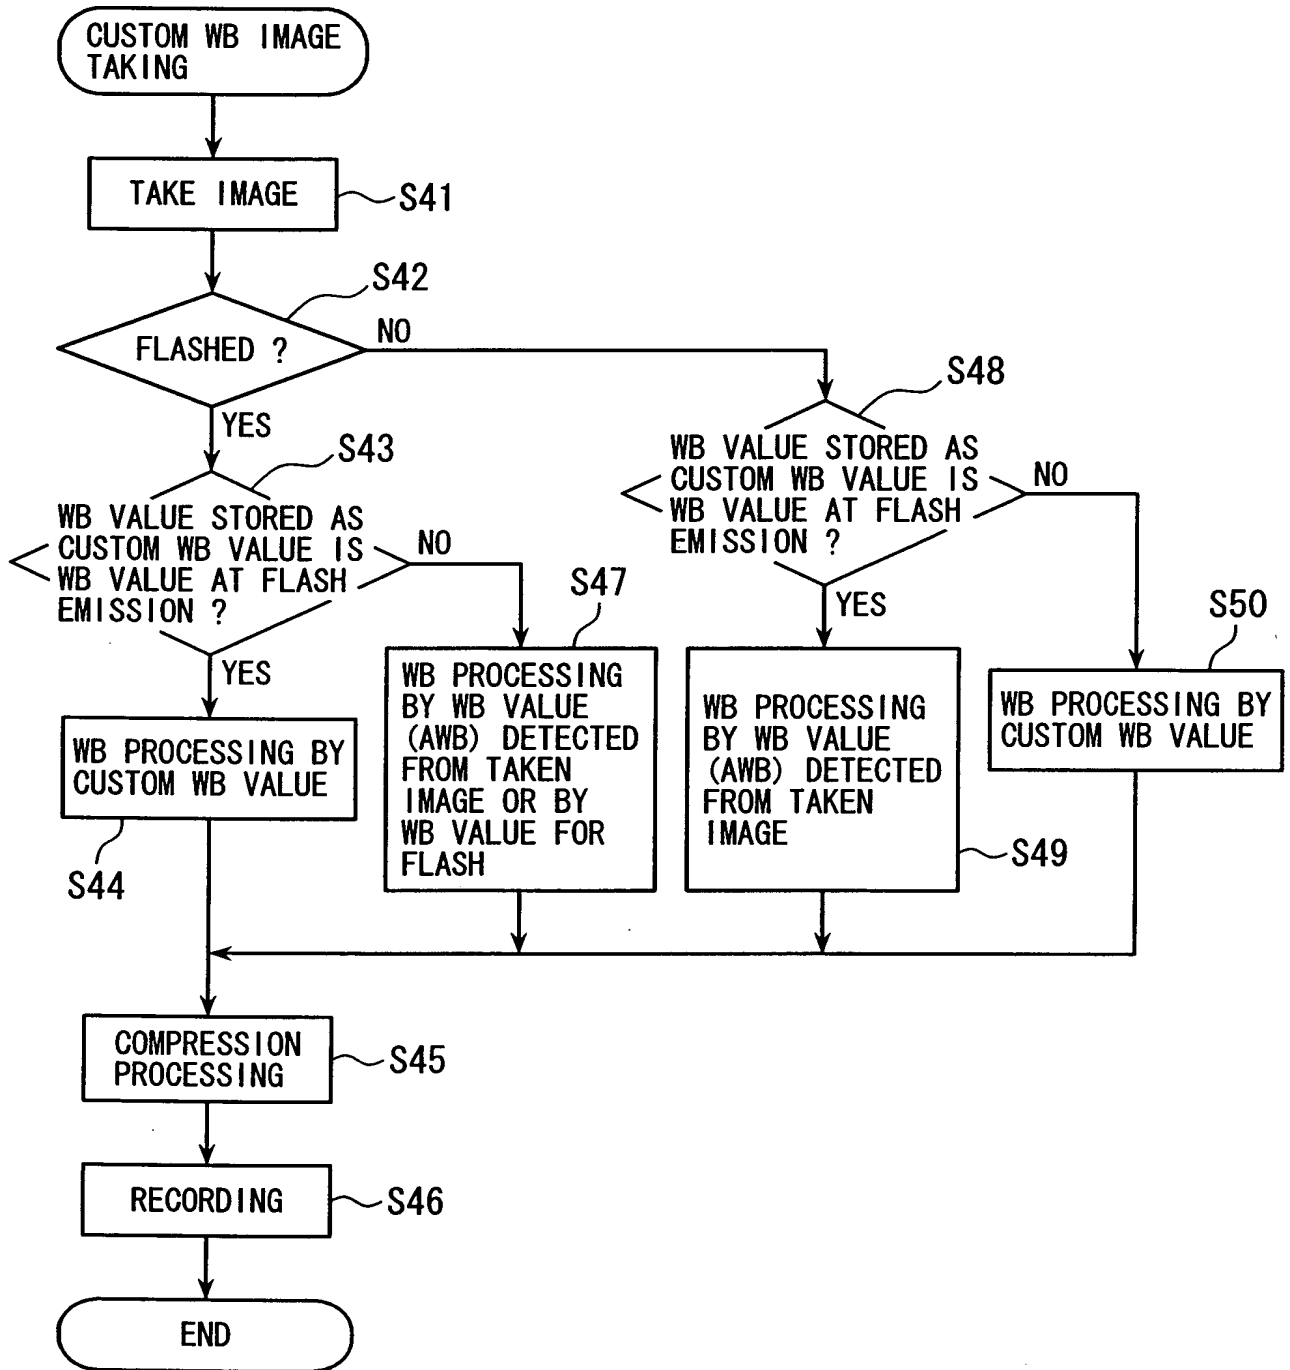 CUSTOM WB IMAGE
TAKING
TAKE IMAGE
S41
S42
FLASHED ?
NO
YES
S43
WB VALUE STORED AS
CUSTOM WB VALUE IS
WB VALUE AT FLASH
EMISSION ?
NO
YES
S48
WB VALUE STORED AS
CUSTOM WB VALUE IS
WB VALUE AT FLASH
EMISSION ?
NO
YES
WB PROCESSING BY
CUSTOM WB VALUE
S44
S47
WB PROCESSING
BY WB VALUE
(AWB) DETECTED
FROM TAKEN
IMAGE OR BY
WB VALUE FOR
FLASH
WB PROCESSING
BY WB VALUE
(AWB) DETECTED
FROM TAKEN
IMAGE
S49
S50
WB PROCESSING BY
CUSTOM WB VALUE
COMPRESSION
PROCESSING
S45
RECORDING
S46
END